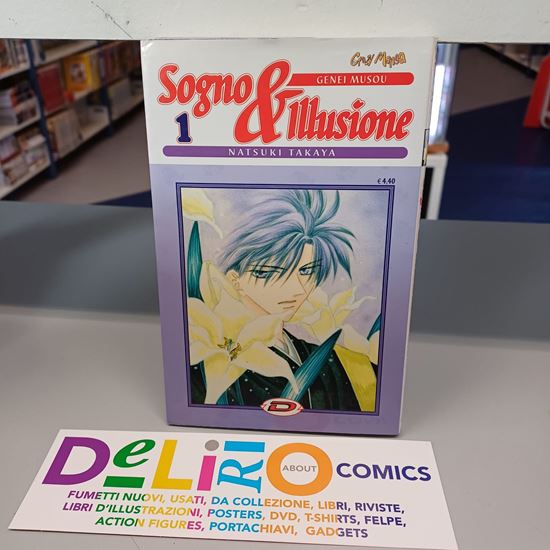 Crazy Manga
Sogno & Illusione
GENEI MUSOU
1
NATSUKI TAKAYA
€ 4,40
D
DeLiRiO
ABOUT
COMICS
FUMETTI NUOVI, USATI, DA COLLEZIONE, LIBRI, RIVISTE,
LIBRI D'ILLUSTRAZIONI, POSTERS, DVD, T-SHIRTS, FELPE,
ACTION FIGURES, PORTACHIAVI, GADGETS